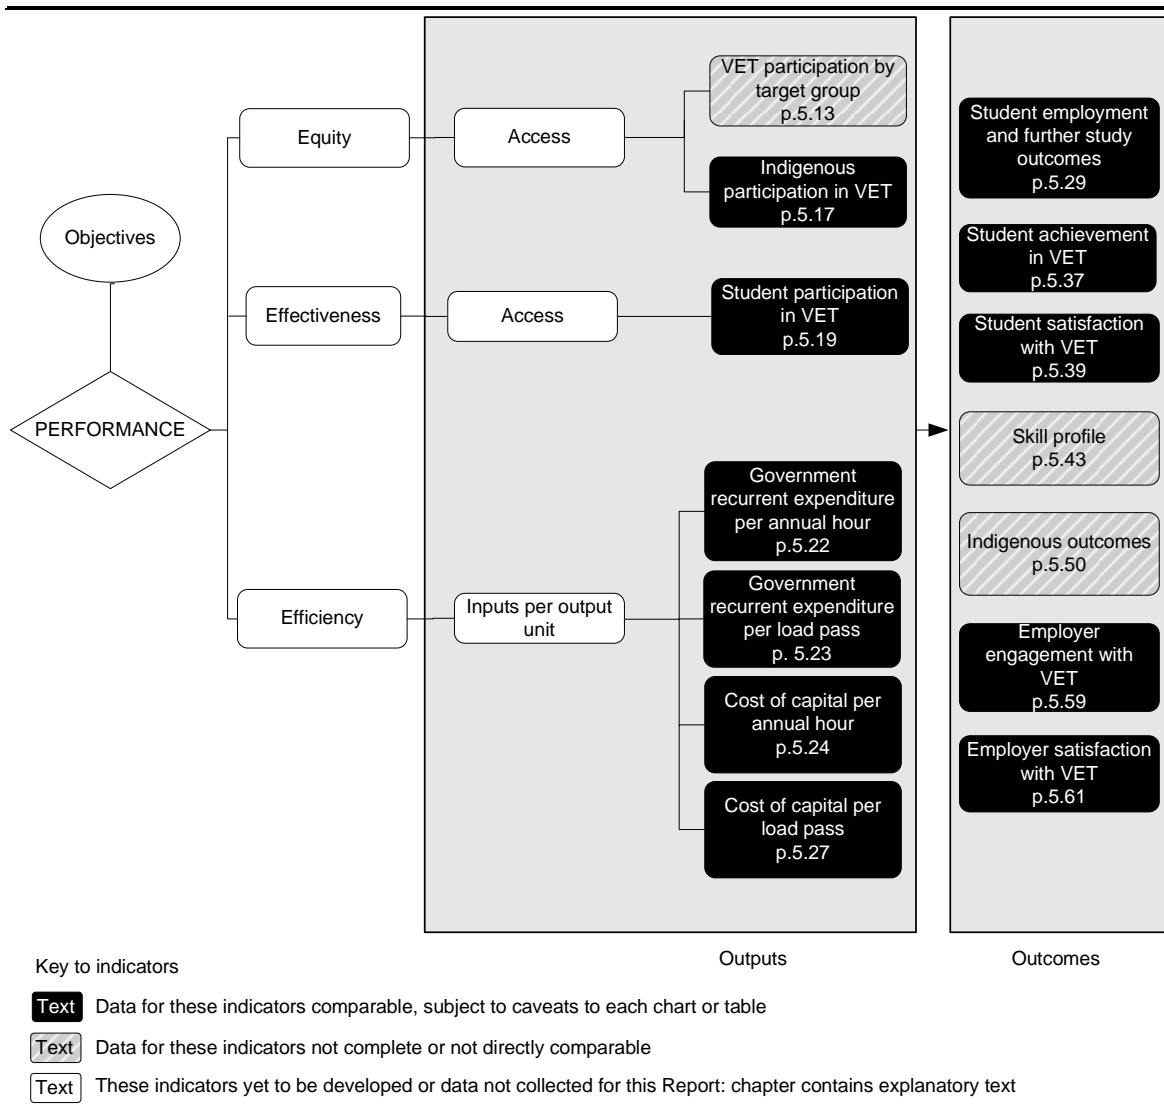 Objectives
PERFORMANCE
Equity
Effectiveness
Efficiency
Access
Access
Inputs per output
unit
VET participation by
target group
p.5.13
Indigenous
participation in VET
p.5.17
Student participation
in VET
p.5.19
Government
recurrent expenditure
per annual hour
p.5.22
Government
recurrent expenditure
per load pass
p. 5.23
Cost of capital per
annual hour
p.5.24
Cost of capital per
load pass
p.5.27
Student employment
and further study
outcomes
p.5.29
Student achievement
in VET
p.5.37
Student satisfaction
with VET
p.5.39
Skill profile
p.5.43
Indigenous outcomes
p.5.50
Employer
engagement with
VET
p.5.59
Employer satisfaction
with VET
p.5.61
Outputs
Outcomes
Key to indicators
Text Data for these indicators comparable, subject to caveats to each chart or table
Text Data for these indicators not complete or not directly comparable
Text These indicators yet to be developed or data not collected for this Report: chapter contains explanatory text